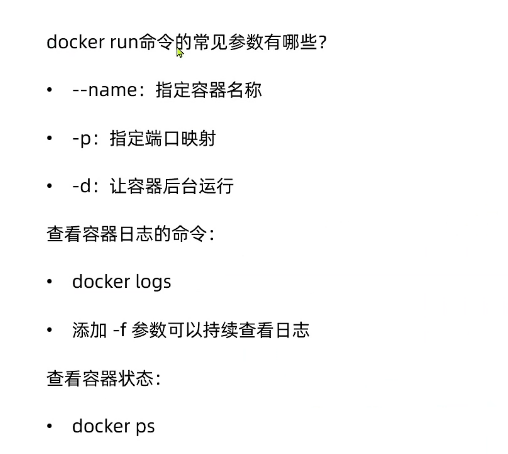 docker run命令的常见参数有哪些？
• --name：指定容器名称
• -p：指定端口映射
• -d：让容器后台运行
查看容器日志的命令：
• docker logs
• 添加 -f 参数可以持续查看日志
查看容器状态：
• docker ps